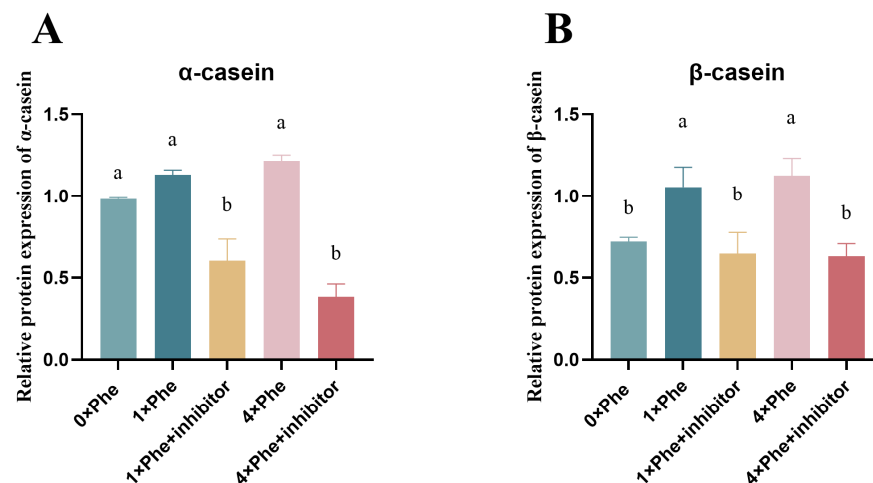 A
α-casein
Relative protein expression of α-casein
1.5
1.0
0.5
0.0
a
a
b
a
b
0×Phe
1×Phe
1×Phe+inhibitor
4×Phe
4×Phe+inhibitor
B
β-casein
Relative protein expression of β-casein
1.5
1.0
0.5
0.0
b
a
b
a
b
0×Phe
1×Phe
1×Phe+inhibitor
4×Phe
4×Phe+inhibitor